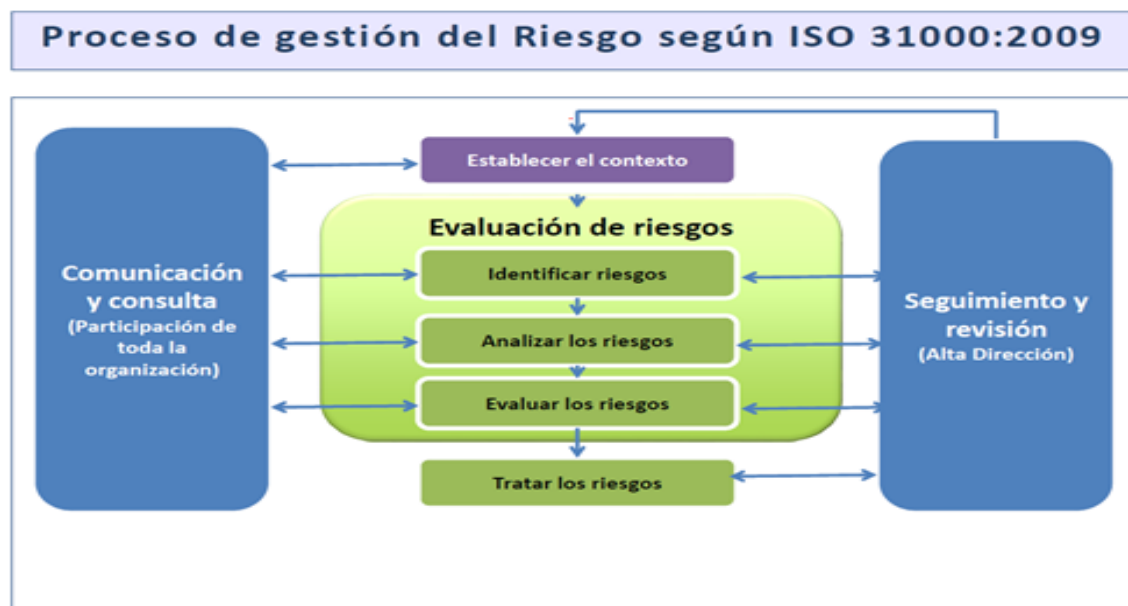 Proceso de gestión del Riesgo según ISO 31000:2009
Establecer el contexto
Evaluación de riesgos
Comunicación
y consulta
(Participación de
toda la
organización)
Identificar riesgos
Analizar los riesgos
Evaluar los riesgos
Tratar los riesgos
Seguimiento y
revisión
(Alta Dirección)